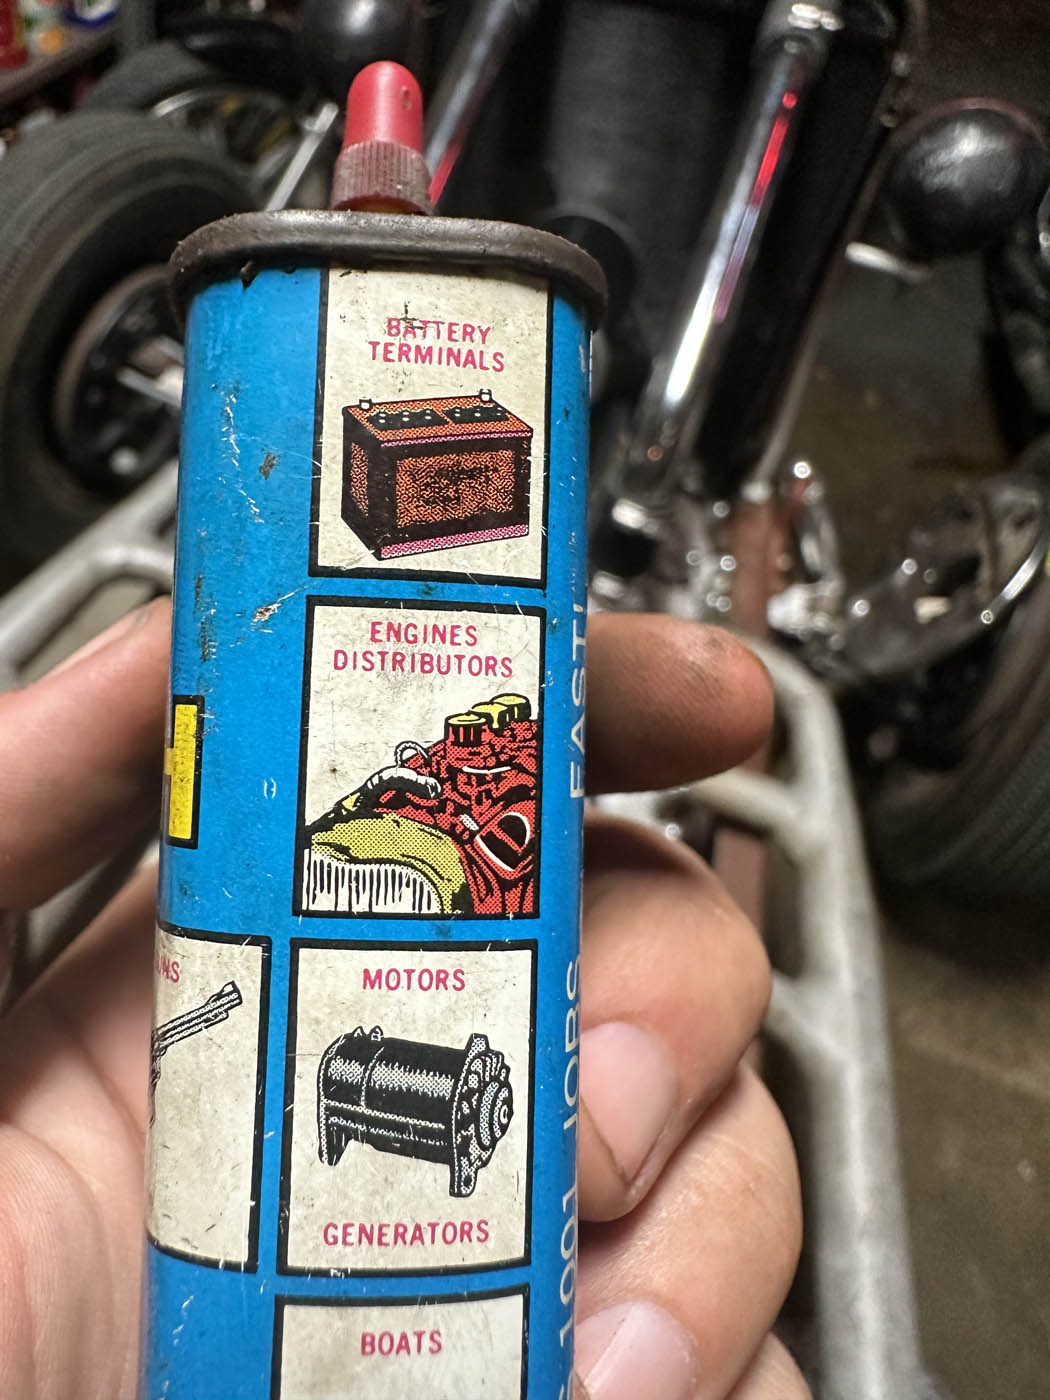 BATTERY
TERMINALS
ENGINES
DISTRIBUTORS
MOTORS
GENERATORS
BOATS
1001 JOBS FAST!